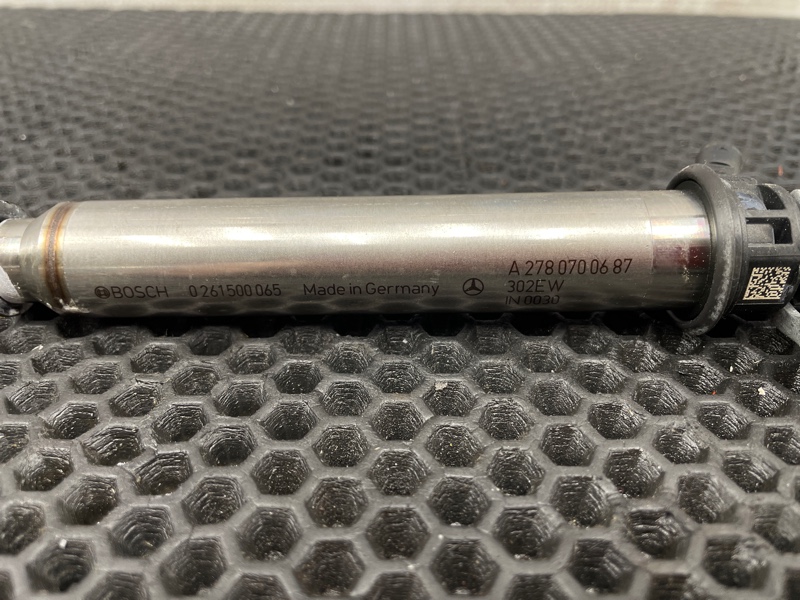 BOSCH 0 261 500 065 Made in Germany
A 278 070 06 87
302EW
IN 0030